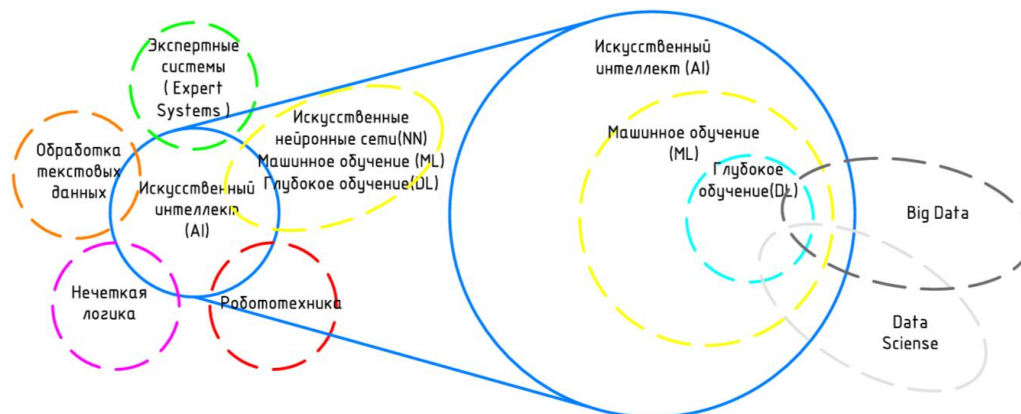 Экспертные
системы
( Expert
Systems )
Обработка
текстовых
данных
Искусственный
интеллект
(AI)
Искусственные
нейронные сети(NN)
Машинное обучение (ML)
Глубокое обучение(DL)
Нечеткая
логика
Робототехника
Искусственный
интеллект (AI)
Машинное обучение
(ML)
Глубокое
обучение(DL)
Big Data
Data
Sciense